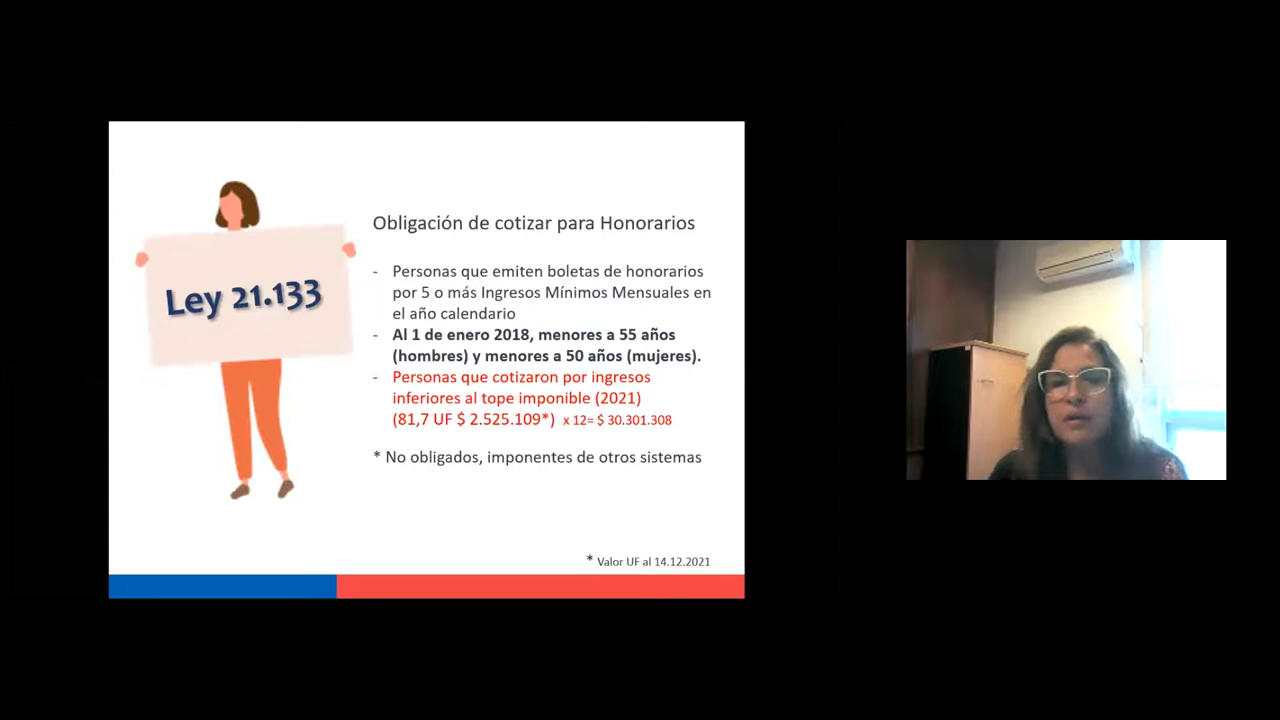 Ley 21.133
Obligación de cotizar para Honorarios
- Personas que emiten boletas de honorarios
por 5 o más Ingresos Mínimos Mensuales en
el año calendario
- Al 1 de enero 2018, menores a 55 años
(hombres) y menores a 50 años (mujeres).
- Personas que cotizaron por ingresos
inferiores al tope imponible (2021)
(81,7 UF $ 2.525.109*) x 12= $ 30.301.308
* No obligados, imponentes de otros sistemas
* Valor UF al 14.12.2021